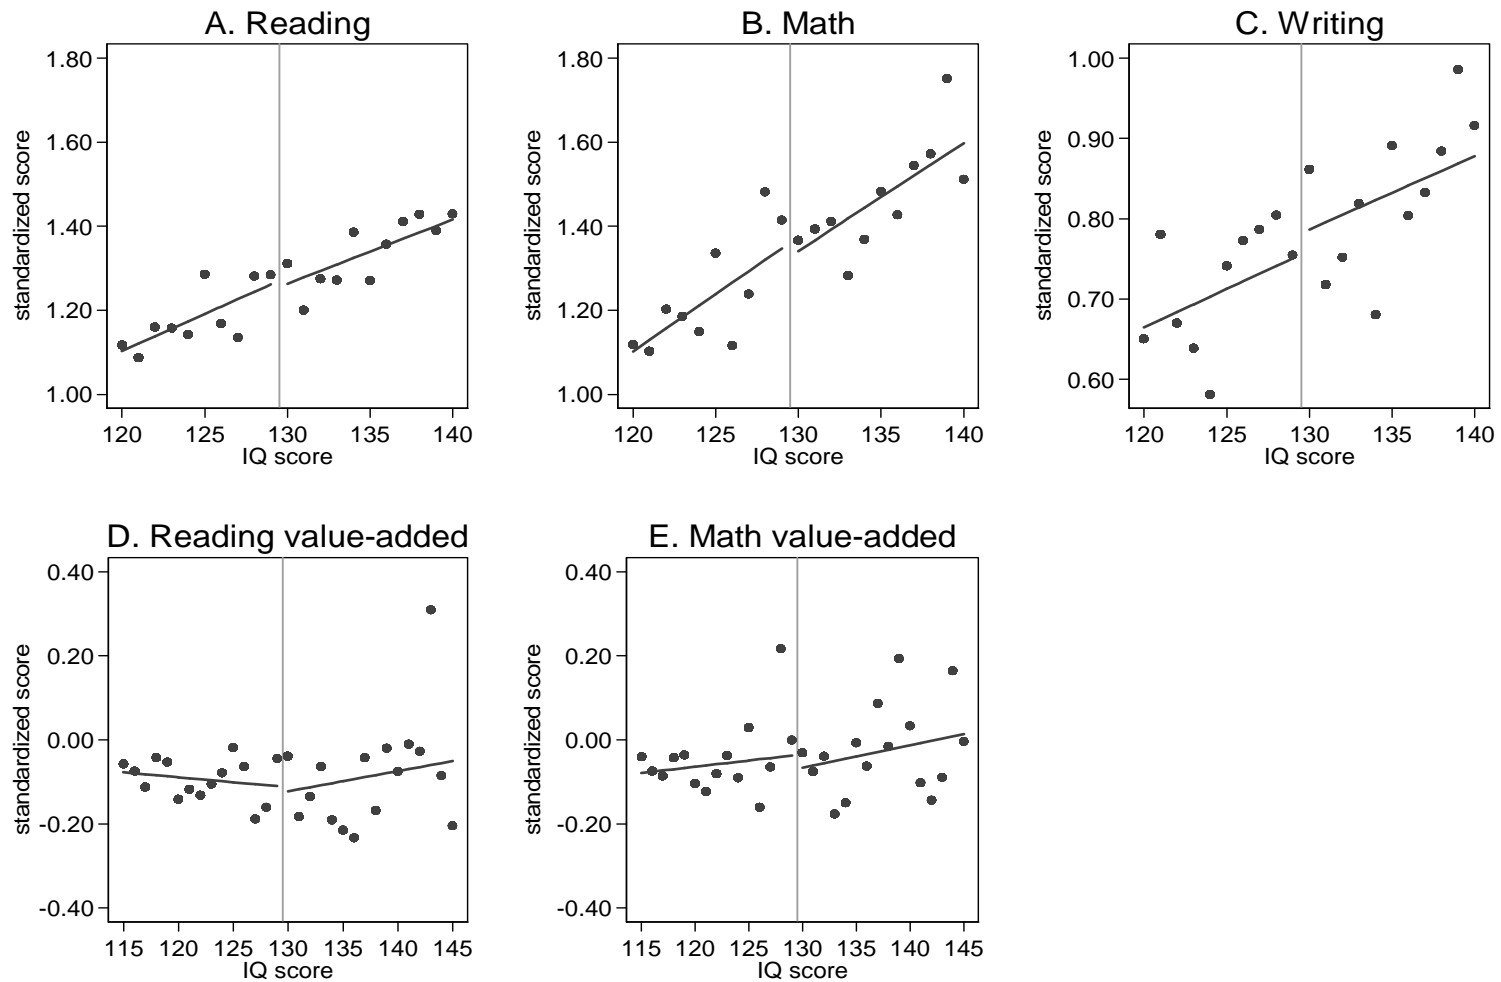 A. Reading
standardized score
1.80
1.60
1.40
1.20
1.00
120 125 130 135 140
IQ score
B. Math
standardized score
1.80
1.60
1.40
1.20
1.00
120 125 130 135 140
IQ score
C. Writing
standardized score
1.00
0.90
0.80
0.70
0.60
120 125 130 135 140
IQ score
D. Reading value-added
standardized score
0.40
0.20
0.00
-0.20
-0.40
115 120 125 130 135 140 145
IQ score
E. Math value-added
standardized score
0.40
0.20
0.00
-0.20
-0.40
115 120 125 130 135 140 145
IQ score